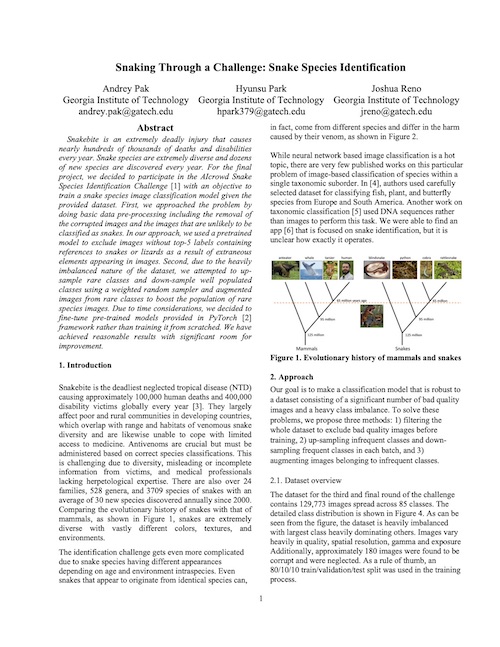 Snaking Through a Challenge: Snake Species Identification
Andrey Pak
Georgia Institute of Technology
andrey.pak@gatech.edu
Hyunsu Park
Georgia Institute of Technology
hpark379@gatech.edu
Joshua Reno
Georgia Institute of Technology
jreno@gatech.edu
Abstract
Snakebite is an extremely deadly injury that causes
nearly hundreds of thousands of deaths and disabilities
every year. Snake species are extremely diverse and dozens
of new species are discovered every year. For the final
project, we decided to participate in the AIcrowd Snake
Species Identification Challenge [1] with an objective to
train a snake species image classification model given the
provided dataset. First, we approached the problem by
doing basic data pre-processing including the removal of
the corrupted images and the images that are unlikely to be
classified as snakes. In our approach, we used a pretrained
model to exclude images without top-5 labels containing
references to snakes or lizards as a result of extraneous
elements appearing in images. Second, due to the heavily
imbalanced nature of the dataset, we attempted to up-
sample rare classes and down-sample well populated
classes using a weighted random sampler and augmented
images from rare classes to boost the population of rare
species images. Due to time considerations, we decided to
fine-tune pre-trained models provided in PyTorch [2]
framework rather than training it from scratched. We have
achieved reasonable results with significant room for
improvement.
1. Introduction
Snakebite is the deadliest neglected tropical disease (NTD)
causing approximately 100,000 human deaths and 400,000
disability victims globally every year [3]. They largely
affect poor and rural communities in developing countries,
which overlap with range and habitats of venomous snake
diversity and are likewise unable to cope with limited
access to medicine. Antivenoms are crucial but must be
administered based on correct species classifications. This
is challenging due to diversity, misleading or incomplete
information from victims, and medical professionals
lacking herpetological expertise. There are also over 24
families, 528 genera, and 3709 species of snakes with an
average of 30 new species discovered annually since 2000.
Comparing the evolutionary history of snakes with that of
mammals, as shown in Figure 1, snakes are extremely
diverse with vastly different colors, textures, and
environments.
The identification challenge gets even more complicated
due to snake species having different appearances
depending on age and environment intraspecies. Even
snakes that appear to originate from identical species can,
in fact, come from different species and differ in the harm
caused by their venom, as shown in Figure 2.
While neural network based image classification is a hot
topic, there are very few published works on this particular
problem of image-based classification of species within a
single taxonomic suborder. In [4], authors used carefully
selected dataset for classifying fish, plant, and butterfly
species from Europe and South America. Another work on
taxonomic classification [5] used DNA sequences rather
than images to work on this task. We were able to find an
app [6] that is focused on snake identification, but it is
unclear how exactly it operates.
anteater whale human blindsnake python cobra rattlesnake
95 million
125 million
95 million
125 million
Mammals Snakes
Figure 1. Evolutionary history of mammals and snakes
2. Approach
Our goal is to make a classification model that is robust to
a dataset consisting of a significant number of bad quality
images and a heavy class imbalance. To solve these
problems, we propose three methods: 1) filtering the
whole dataset to exclude bad quality images before
training, 2) up-sampling infrequent classes and down-
sampling frequent classes in each batch, and 3)
augmenting images belonging to infrequent classes.
2.1. Dataset overview
The dataset for the third and final round of the challenge
contains 129,773 images spread across 85 classes. The
detailed class distribution is shown in Figure 4. As can be
seen from the figure, the dataset is heavily imbalanced
with largest class heavily dominating others. Images vary
heavily in quality, spatial resolution, gamma and exposure
Additionally, approximately 180 images were found to be
corrupt and were neglected. As a rule of thumb, an
80/10/10 train/validation/test split was used in the training
process.
1